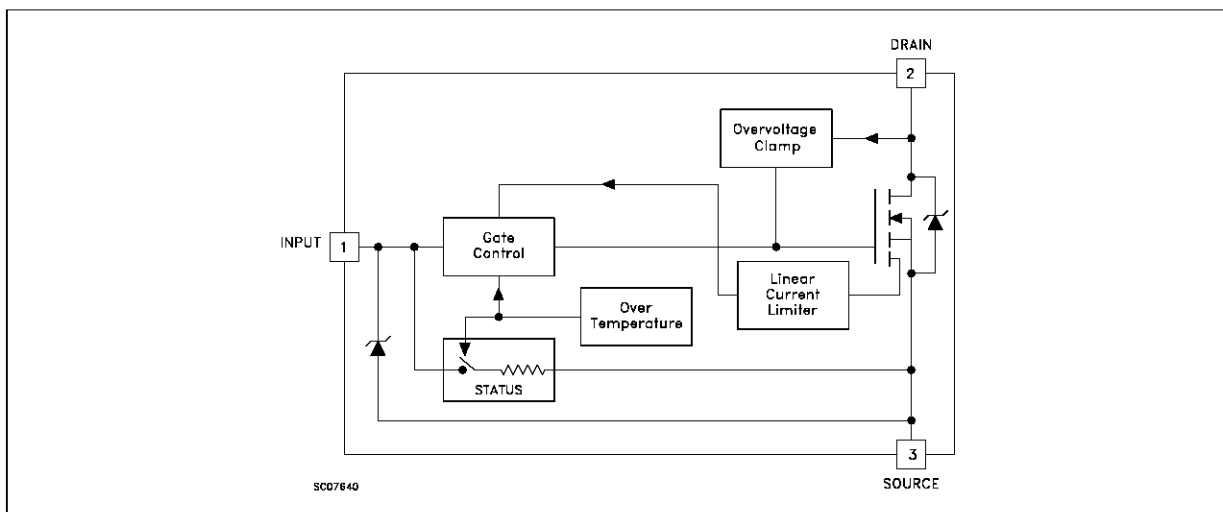 DRAIN
2
Overvoltage
Clamp
INPUT
1
Gate
Control
Linear
Current
Limiter
Over
Temperature
STATUS
3
SOURCE
SC07640